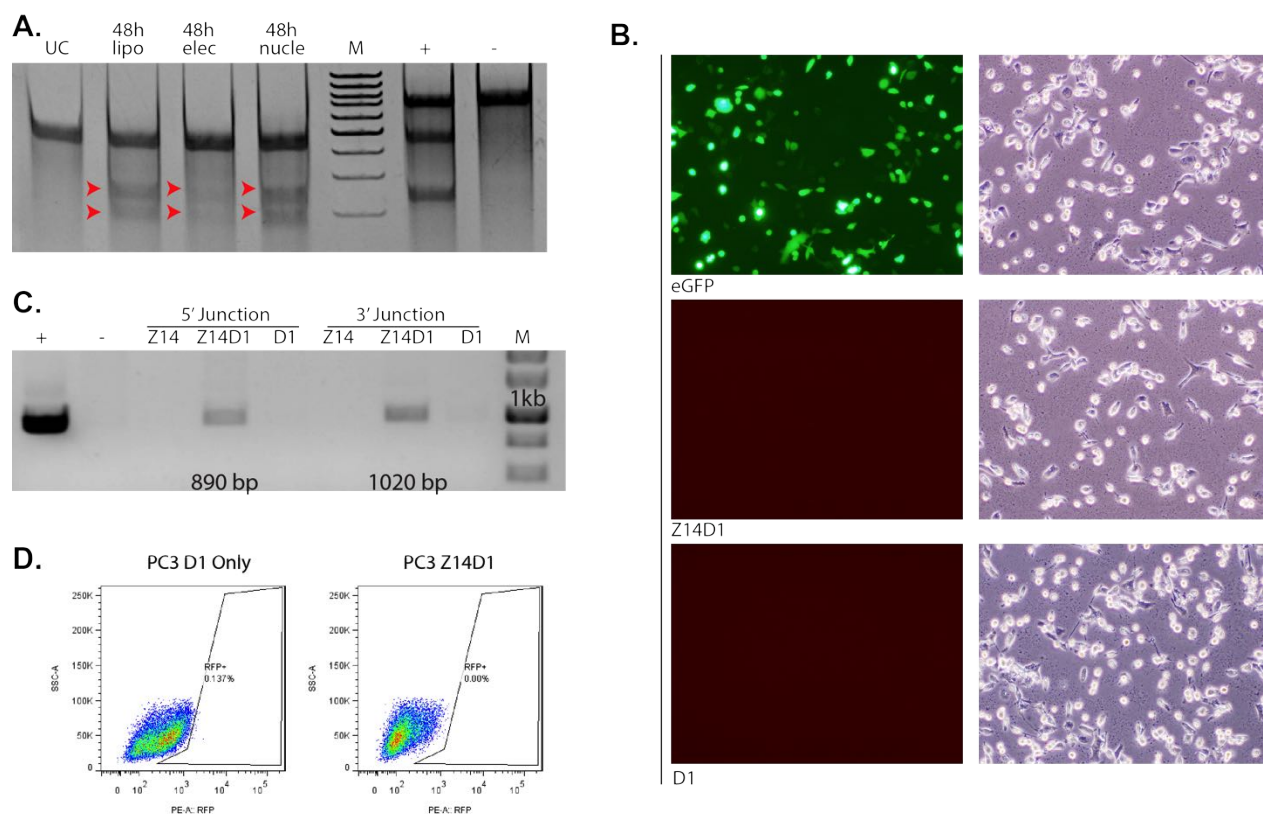 A.
48h 48h 48h
UC lipo elec nucle M + -
B.
eGFP
Z14D1
D1
C.
5' Junction 3' Junction
+ - Z14 Z14D1 D1 Z14 Z14D1 D1 M
1kb
890 bp 1020 bp
D.
PC3 D1 Only
250K
200K
150K
100K
50K
0
SSC-A
RFP+
0.137%
0 10² 10³ 10⁴ 10⁵
PE-A:: RFP
PC3 Z14D1
250K
200K
150K
100K
50K
0
SSC-A
RFP+
0.00%
0 10² 10³ 10⁴ 10⁵
PE-A:: RFP